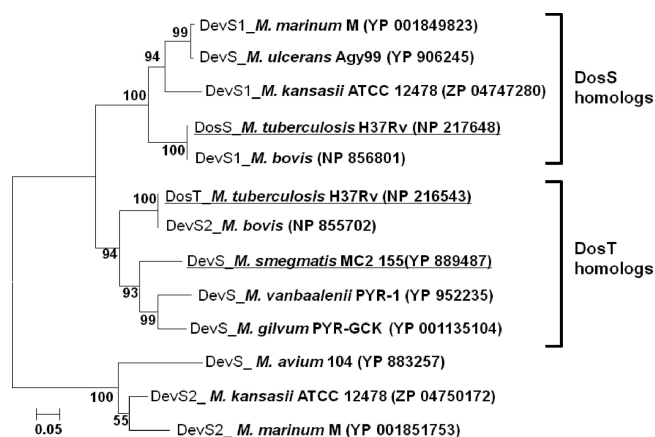 DevS1_M. marinum M (YP 001849823)
DevS_M. ulcerans Agy99 (YP 906245)
DevS1_M. kansasii ATCC 12478 (ZP 04747280)
DosS_M. tuberculosis H37Rv (NP 217648)
DevS1_M. bovis (NP 856801)
DosT_M. tuberculosis H37Rv (NP 216543)
DevS2_M. bovis (NP 855702)
DevS_M. smegmatis MC2 155(YP 889487)
DevS_M. vanbaalenii PYR-1 (YP 952235)
DevS_M. gilvum PYR-GCK (YP 001135104)
DevS_ M. avium 104 (YP 883257)
DevS2_ M. kansasii ATCC 12478 (ZP 04750172)
DevS2_ M. marinum M (YP 001851753)
DosS
homologs
DosT
homologs
99
94
100
100
100
94
93
99
100
55
0.05